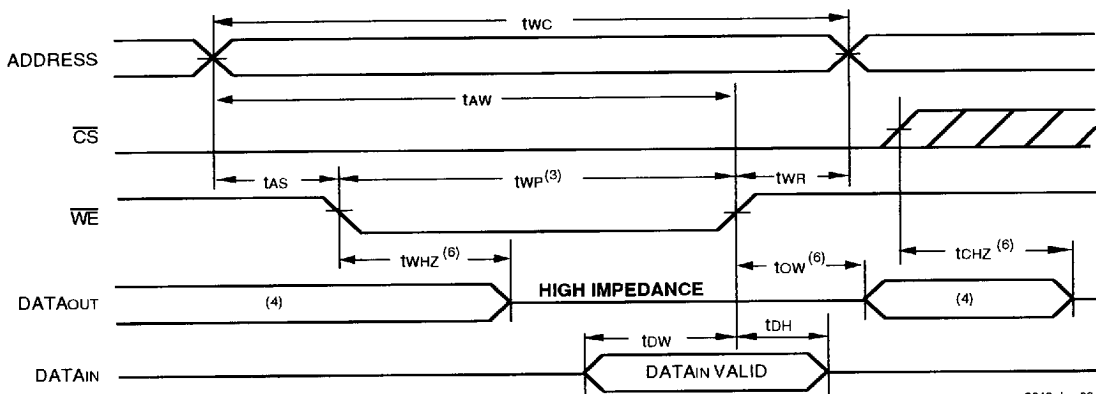 tWC
ADDRESS
tAW
CS
tAS
tWP(3)
tWR
WE
tWHZ(6)
tOW(6)
tCHZ(6)
DATAOUT
(4)
HIGH IMPEDANCE
(4)
tDW
tDH
DATAIN
DATAIN VALID